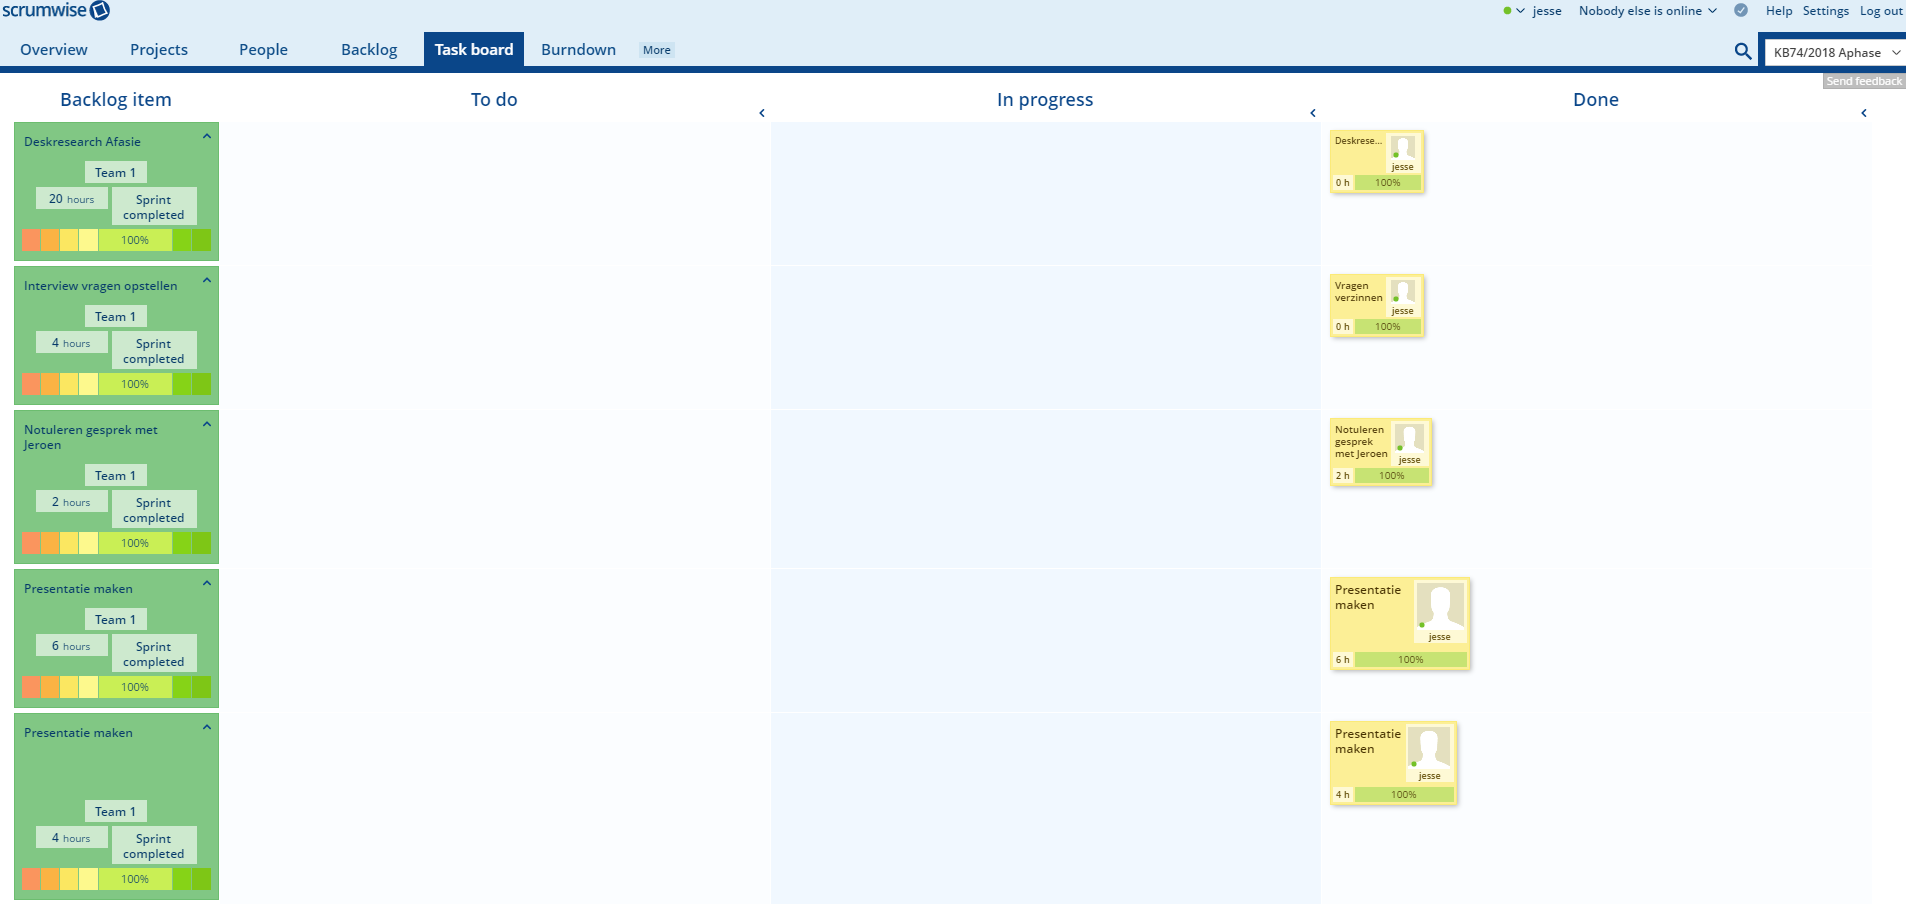 scrumwise
jesse Nobody else is online Help Settings Log out
Overview Projects People Backlog Task board Burndown More
KB74/2018 Aphase
Send feedback
Backlog item To do In progress Done
Deskresearch Afasie
Team 1
20 hours Sprint
completed
100%
Deskrese...
jesse
0 h 100%
Interview vragen opstellen
Team 1
4 hours Sprint
completed
100%
Vragen
verzinnen
jesse
0 h 100%
Notuleren gesprek met
Jeroen
Team 1
2 hours Sprint
completed
100%
Notuleren
gesprek
met Jeroen
jesse
2 h 100%
Presentatie maken
Team 1
6 hours Sprint
completed
100%
Presentatie
maken
jesse
6 h 100%
Presentatie maken
Team 1
4 hours Sprint
completed
100%
Presentatie
maken
jesse
4 h 100%